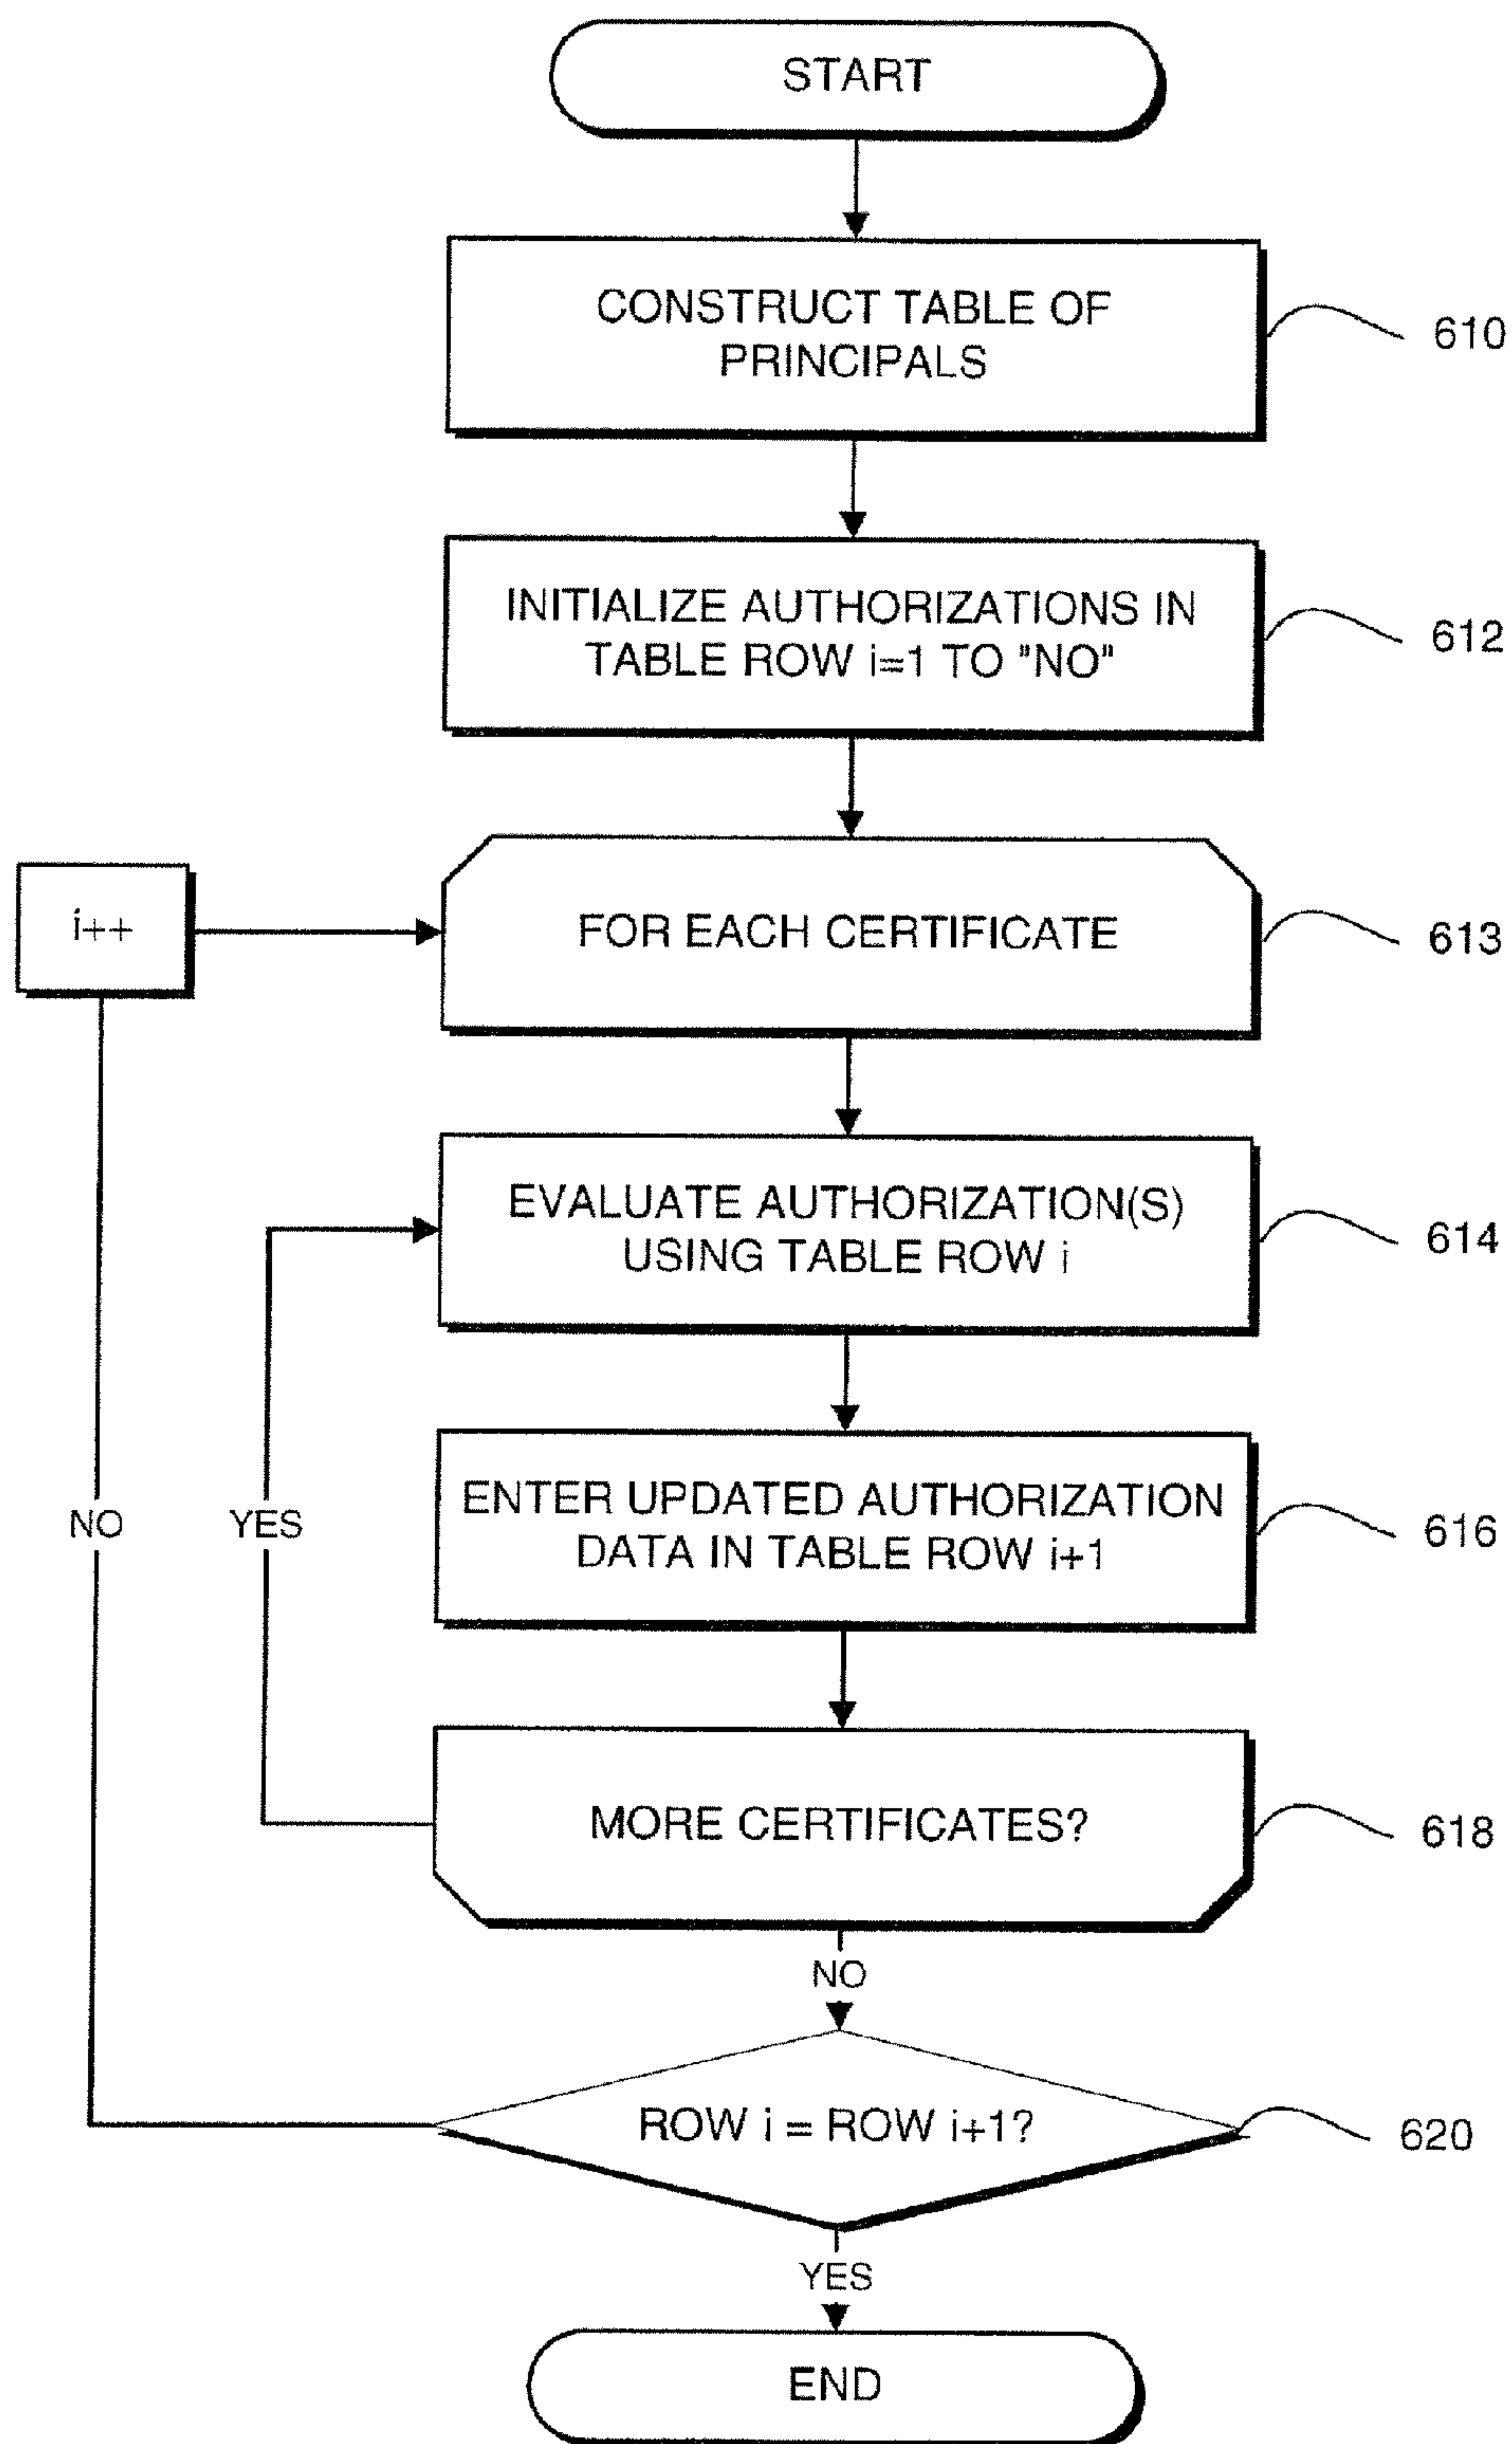 START
CONSTRUCT TABLE OF
PRINCIPALS
610
INITIALIZE AUTHORIZATIONS IN
TABLE ROW i=1 TO "NO"
612
i++
FOR EACH CERTIFICATE
613
EVALUATE AUTHORIZATION(S)
USING TABLE ROW i
614
ENTER UPDATED AUTHORIZATION
DATA IN TABLE ROW i+1
616
NO
YES
MORE CERTIFICATES?
618
NO
ROW i = ROW i+1?
620
YES
END